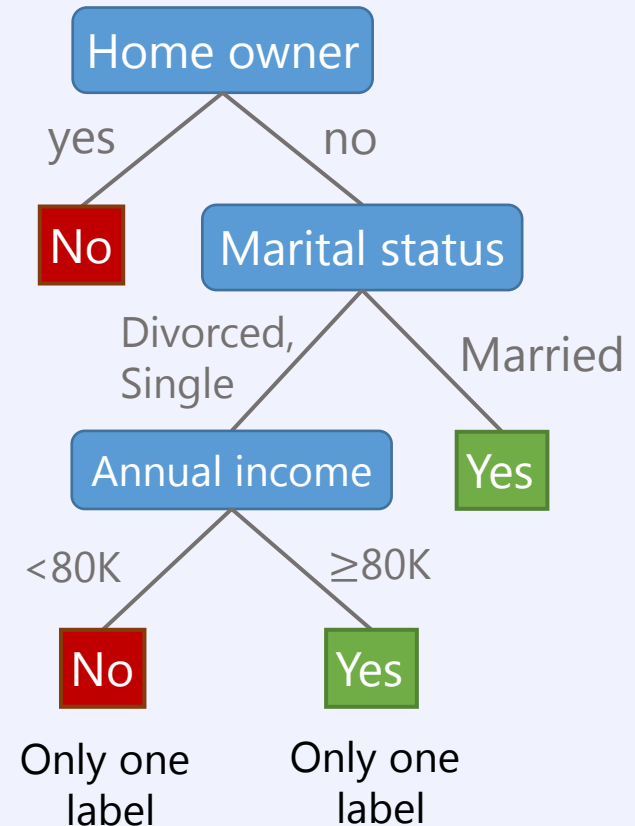 Home owner
yes
no
No
Marital status
Divorced,
Single
Married
Annual income
Yes
<80K
≥80K
No
Yes
Only one
label
Only one
label